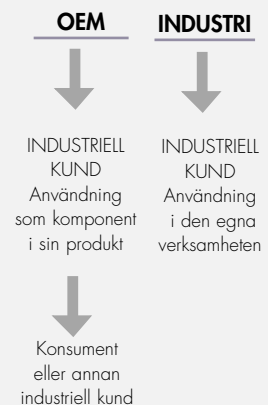 OEM
INDUSTRI
INDUSTRIELL
KUND
Användning
som komponent
i sin produkt
INDUSTRIELL
KUND
Användning
i den egna
verksamheten
Konsument
eller annan
industriell kund